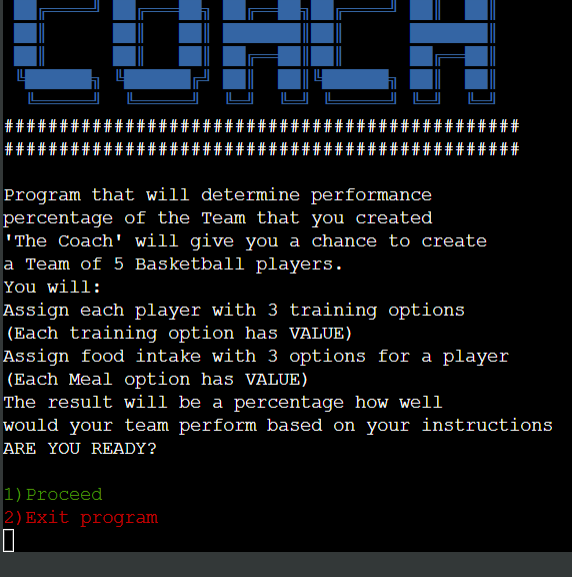 COACH
###############################################
###############################################
Program that will determine performance
percentage of the Team that you created
'The Coach' will give you a chance to create
a Team of 5 Basketball players.
You will:
Assign each player with 3 training options
(Each training option has VALUE)
Assign food intake with 3 options for a player
(Each Meal option has VALUE)
The result will be a percentage how well
would your team perform based on your instructions
ARE YOU READY?
1)Proceed
2)Exit program